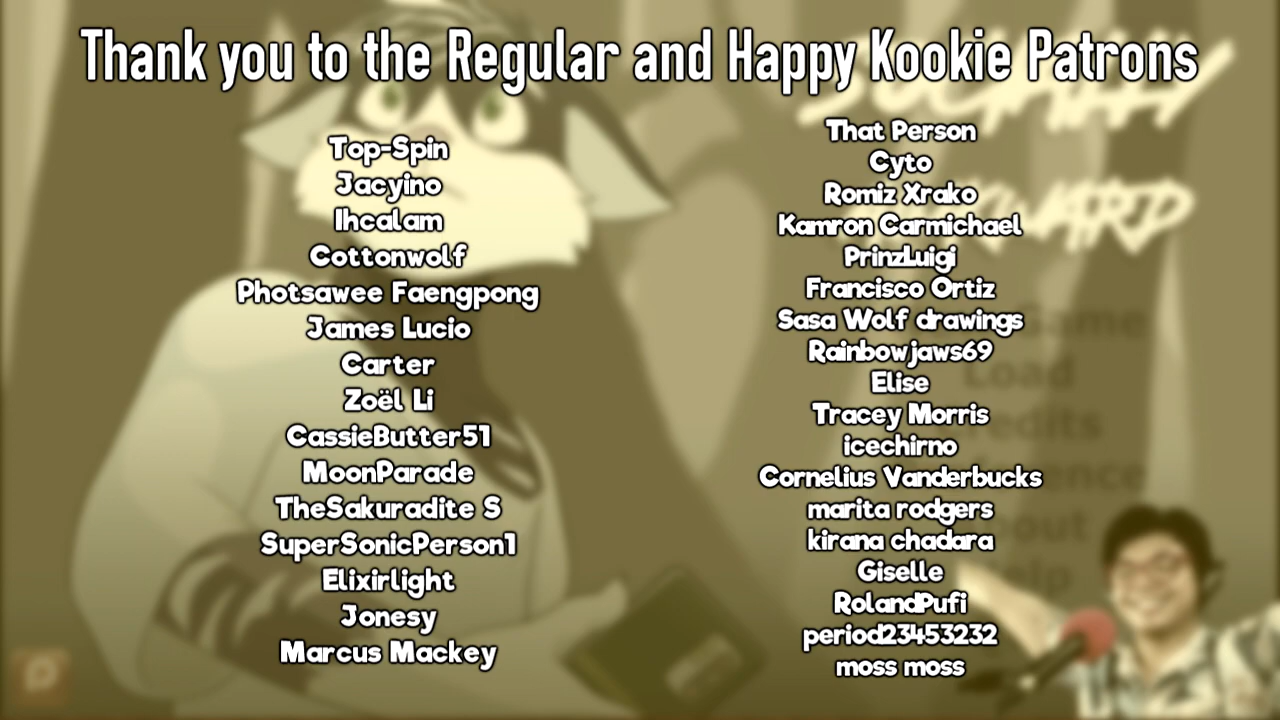 Thank you to the Regular and Happy Kookie Patrons
Top-Spin
Jacyino
Ihcalam
Cottonwolf
Photsawee Faengpong
James Lucio
Carter
Zoël Li
CassieButter51
MoonParade
TheSakuradite S
SuperSonicPerson1
Elixirlight
Jonesy
Marcus Mackey
That Person
Cyto
Romiz Xrako
Kamron Carmichael
PrinzLuigi
Francisco Ortiz
Sasa Wolf drawings
Rainbowjaws69
Elise
Tracey Morris
icechirno
Cornelius Vanderbucks
marita rodgers
kirana chadara
Giselle
RolandPufi
period23453232
moss moss
Game
Load